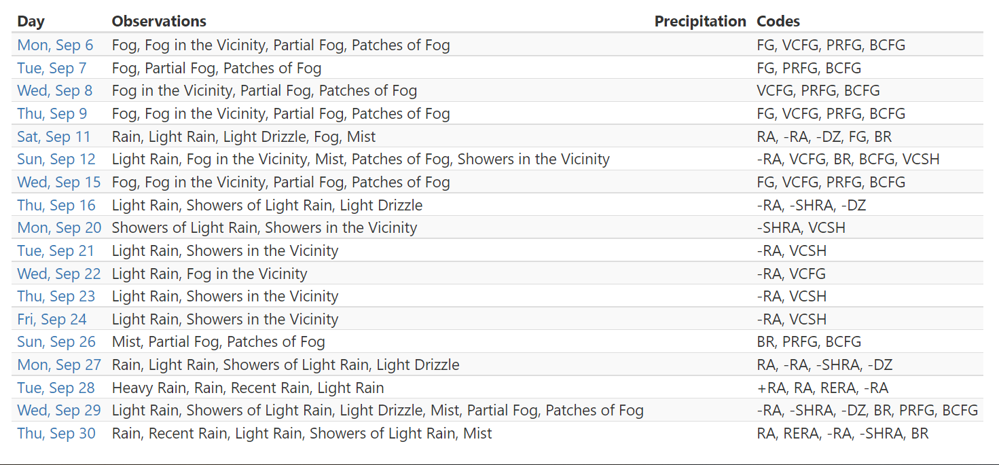 Day Observations Precipitation Codes
Mon, Sep 6 Fog, Fog in the Vicinity, Partial Fog, Patches of Fog FG, VCFG, PRFG, BCFG
Tue, Sep 7 Fog, Partial Fog, Patches of Fog FG, PRFG, BCFG
Wed, Sep 8 Fog in the Vicinity, Partial Fog, Patches of Fog VCFG, PRFG, BCFG
Thu, Sep 9 Fog, Fog in the Vicinity, Partial Fog, Patches of Fog FG, VCFG, PRFG, BCFG
Sat, Sep 11 Rain, Light Rain, Light Drizzle, Fog, Mist RA, -RA, -DZ, FG, BR
Sun, Sep 12 Light Rain, Fog in the Vicinity, Mist, Patches of Fog, Showers in the Vicinity -RA, VCFG, BR, BCFG, VCSH
Wed, Sep 15 Fog, Fog in the Vicinity, Partial Fog, Patches of Fog FG, VCFG, PRFG, BCFG
Thu, Sep 16 Light Rain, Showers of Light Rain, Light Drizzle -RA, -SHRA, -DZ
Mon, Sep 20 Showers of Light Rain, Showers in the Vicinity -SHRA, VCSH
Tue, Sep 21 Light Rain, Showers in the Vicinity -RA, VCSH
Wed, Sep 22 Light Rain, Fog in the Vicinity -RA, VCFG
Thu, Sep 23 Light Rain, Showers in the Vicinity -RA, VCSH
Fri, Sep 24 Light Rain, Showers in the Vicinity -RA, VCSH
Sun, Sep 26 Mist, Partial Fog, Patches of Fog BR, PRFG, BCFG
Mon, Sep 27 Rain, Light Rain, Showers of Light Rain, Light Drizzle RA, -RA, -SHRA, -DZ
Tue, Sep 28 Heavy Rain, Rain, Recent Rain, Light Rain +RA, RA, RERA, -RA
Wed, Sep 29 Light Rain, Showers of Light Rain, Light Drizzle, Mist, Partial Fog, Patches of Fog -RA, -SHRA, -DZ, BR, PRFG, BCFG
Thu, Sep 30 Rain, Recent Rain, Light Rain, Showers of Light Rain, Mist RA, RERA, -RA, -SHRA, BR